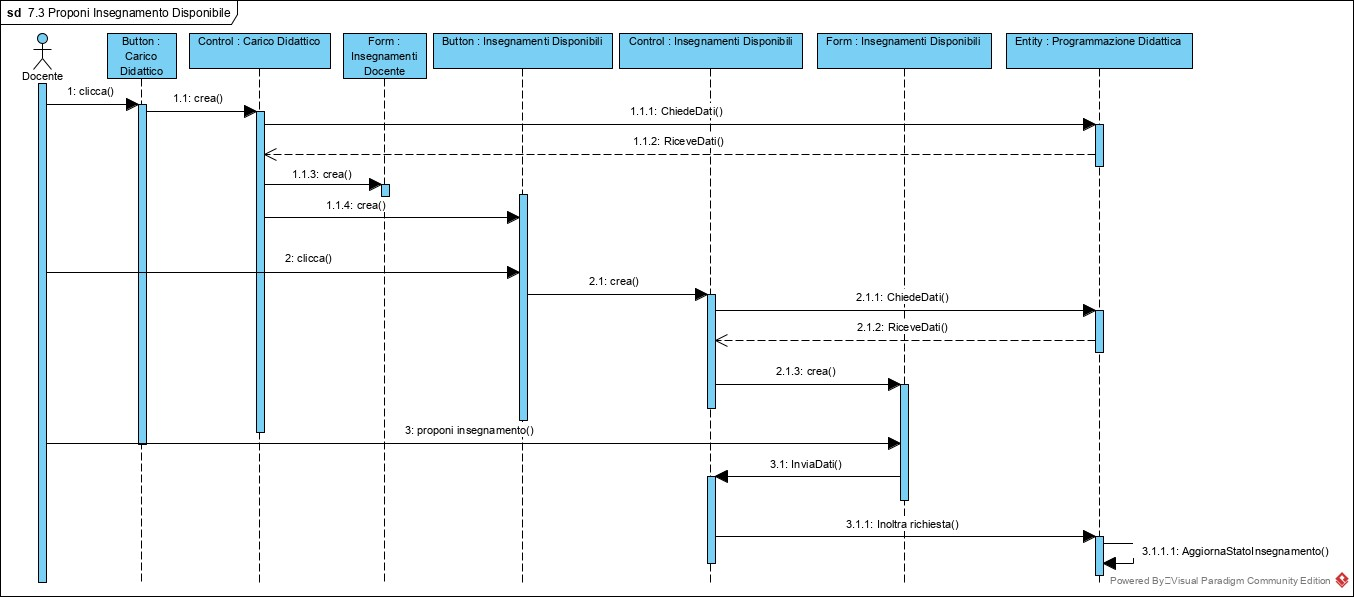 sd 7.3 Proponi Insegnamento Disponibile
Docente
Button :
Carico
Didattico
Control : Carico Didattico
Form :
Insegnamenti
Docente
Button : Insegnamenti Disponibili
Control : Insegnamenti Disponibili
Form : Insegnamenti Disponibili
Entity : Programmazione Didattica
1: clicca()
1.1: crea()
1.1.1: ChiedeDati()
1.1.2: RiceveDati()
1.1.3: crea()
1.1.4: crea()
2: clicca()
2.1: crea()
2.1.1: ChiedeDati()
2.1.2: RiceveDati()
2.1.3: crea()
3: proponi insegnamento()
3.1: InviaDati()
3.1.1: Inoltra richiesta()
3.1.1.1: AggiornaStatoInsegnamento()
Powered By Visual Paradigm Community Edition